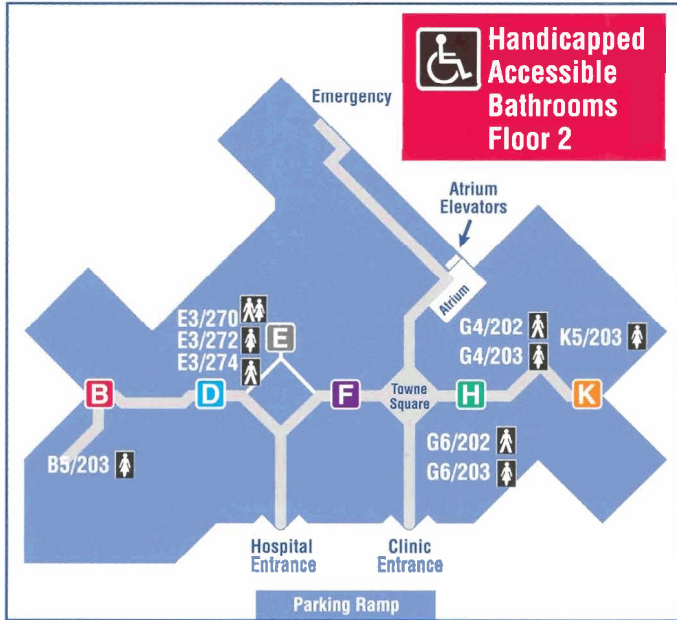 Handicapped
Accessible
Bathrooms
Floor 2
Emergency
Atrium
Elevators
Atrium
E3/270
E3/272
E3/274
E
G4/202
G4/203
K5/203
B
D
F
Towne
Square
H
K
B5/203
G6/202
G6/203
Hospital
Entrance
Clinic
Entrance
Parking Ramp